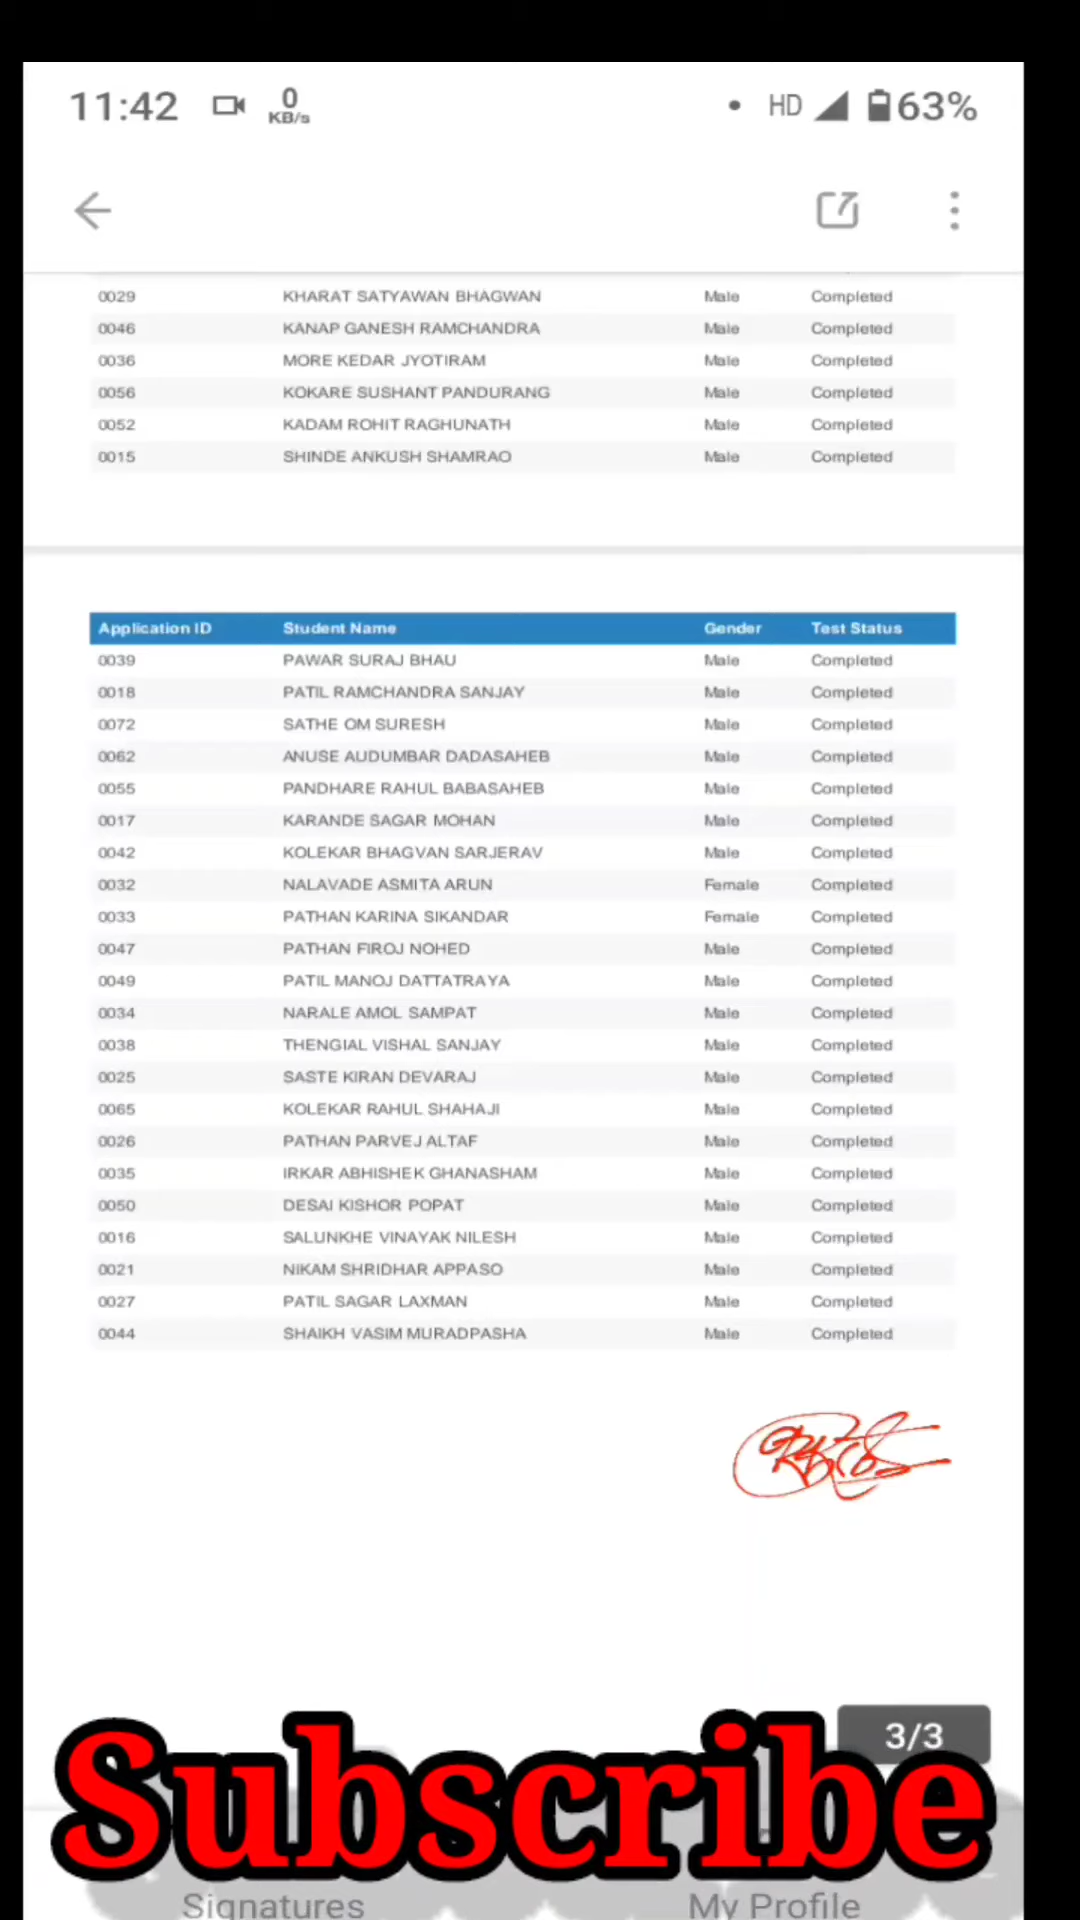 11:42 0 KB/s HD 63%
0029 KHARAT SATYAWAN BHAGWAN Male Completed
0046 KANAP GANESH RAMCHANDRA Male Completed
0036 MORE KEDAR JYOTIRAM Male Completed
0056 KOKARE SUSHANT PANDURANG Male Completed
0052 KADAM ROHIT RAGHUNATH Male Completed
0015 SHINDE ANKUSH SHAMRAO Male Completed
Application ID Student Name Gender Test Status
0039 PAWAR SURAJ BHAU Male Completed
0018 PATIL RAMCHANDRA SANJAY Male Completed
0072 SATHE OM SURESH Male Completed
0062 ANUSE AUDUMBAR DADASAHEB Male Completed
0055 PANDHARE RAHUL BABASAHEB Male Completed
0017 KARANDE SAGAR MOHAN Male Completed
0042 KOLEKAR BHAGVAN SARJERAV Male Completed
0032 NALAVADE ASMITA ARUN Female Completed
0033 PATHAN KARINA SIKANDAR Female Completed
0047 PATHAN FIROJ NOHED Male Completed
0049 PATIL MANOJ DATTATRAYA Male Completed
0034 NARALE AMOL SAMPAT Male Completed
0038 THENGIAL VISHAL SANJAY Male Completed
0025 SASTE KIRAN DEVARAJ Male Completed
0065 KOLEKAR RAHUL SHAHAJI Male Completed
0026 PATHAN PARVEJ ALTAF Male Completed
0035 IRKAR ABHISHEK GHANASHAM Male Completed
0050 DESAI KISHOR POPAT Male Completed
0016 SALUNKHE VINAYAK NILESH Male Completed
0021 NIKAM SHRIDHAR APPASO Male Completed
0027 PATIL SAGAR LAXMAN Male Completed
0044 SHAIKH VASIM MURADPASHA Male Completed
3/3
Subscribe
Signatures My Profile